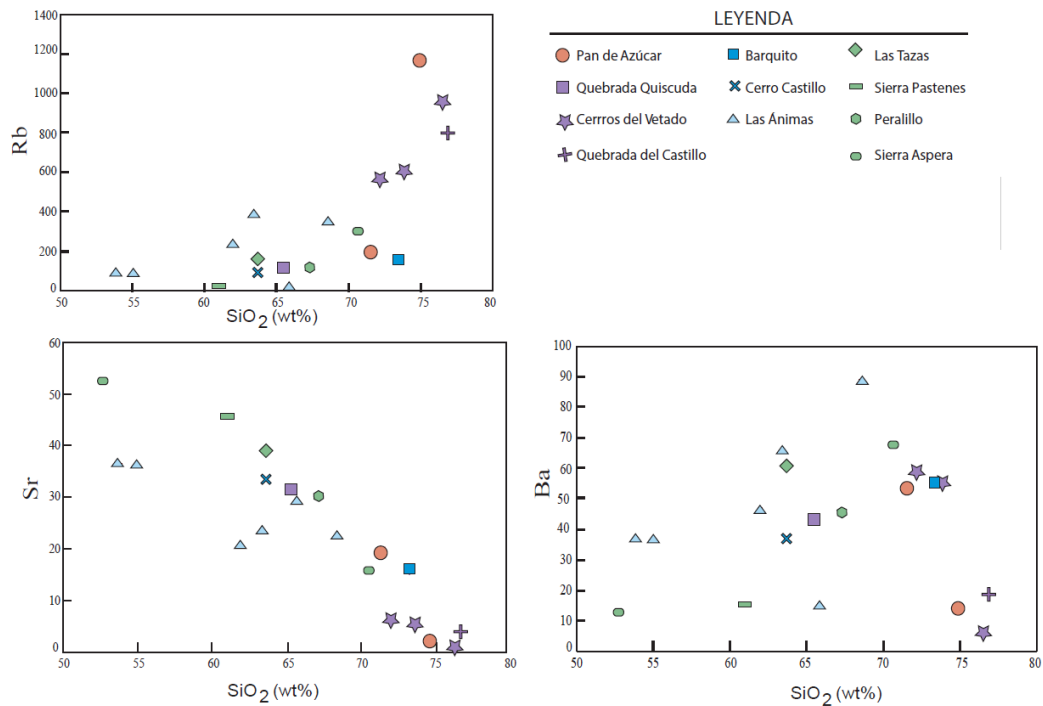 1400
1200
1000
800
600
400
200
0
Rb
50 55 60 65 70 75 80
SiO2 (wt%)
LEYENDA
Pan de Azúcar Barquito Las Tazas
Quebrada Quiscuda Cerro Castillo Sierra Pastenes
Cerrros del Vetado Las Ánimas Peralillo
Quebrada del Castillo Sierra Aspera
60
50
40
30
20
10
0
Sr
50 55 60 65 70 75 80
SiO2 (wt%)
100
90
80
70
60
50
40
30
20
10
0
Ba
50 55 60 65 70 75 80
SiO2 (wt%)